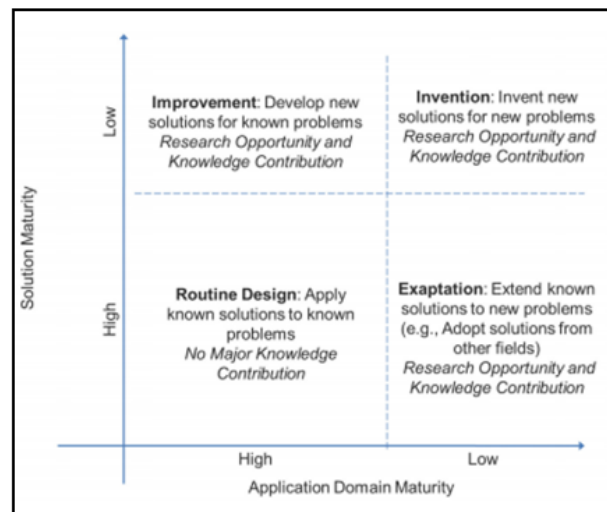 Solution Maturity
Low
High
Improvement: Develop new
solutions for known problems
Research Opportunity and
Knowledge Contribution
Invention: Invent new
solutions for new problems
Research Opportunity and
Knowledge Contribution
Routine Design: Apply
known solutions to known
problems
No Major Knowledge
Contribution
Exaptation: Extend known
solutions to new problems
(e.g., Adopt solutions from
other fields)
Research Opportunity and
Knowledge Contribution
High
Low
Application Domain Maturity